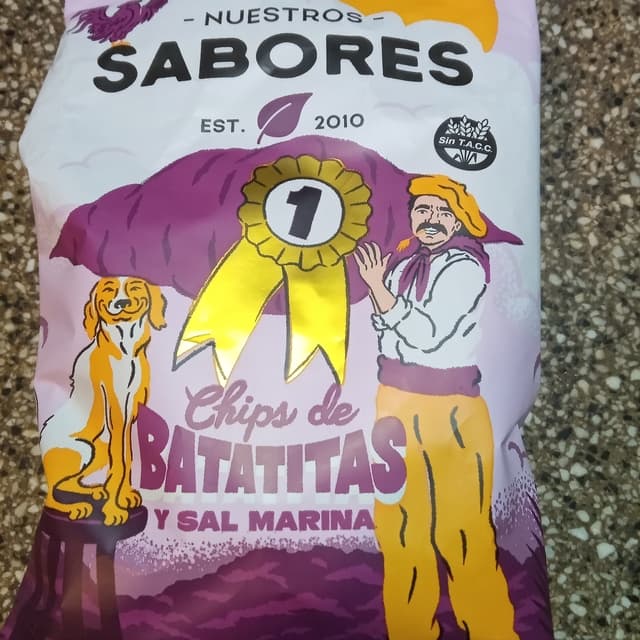 - NUESTROS -
SABORES
EST. 2010
Sin T.A.C.C.
1
Chips de
BATATITAS
Y SAL MARINA